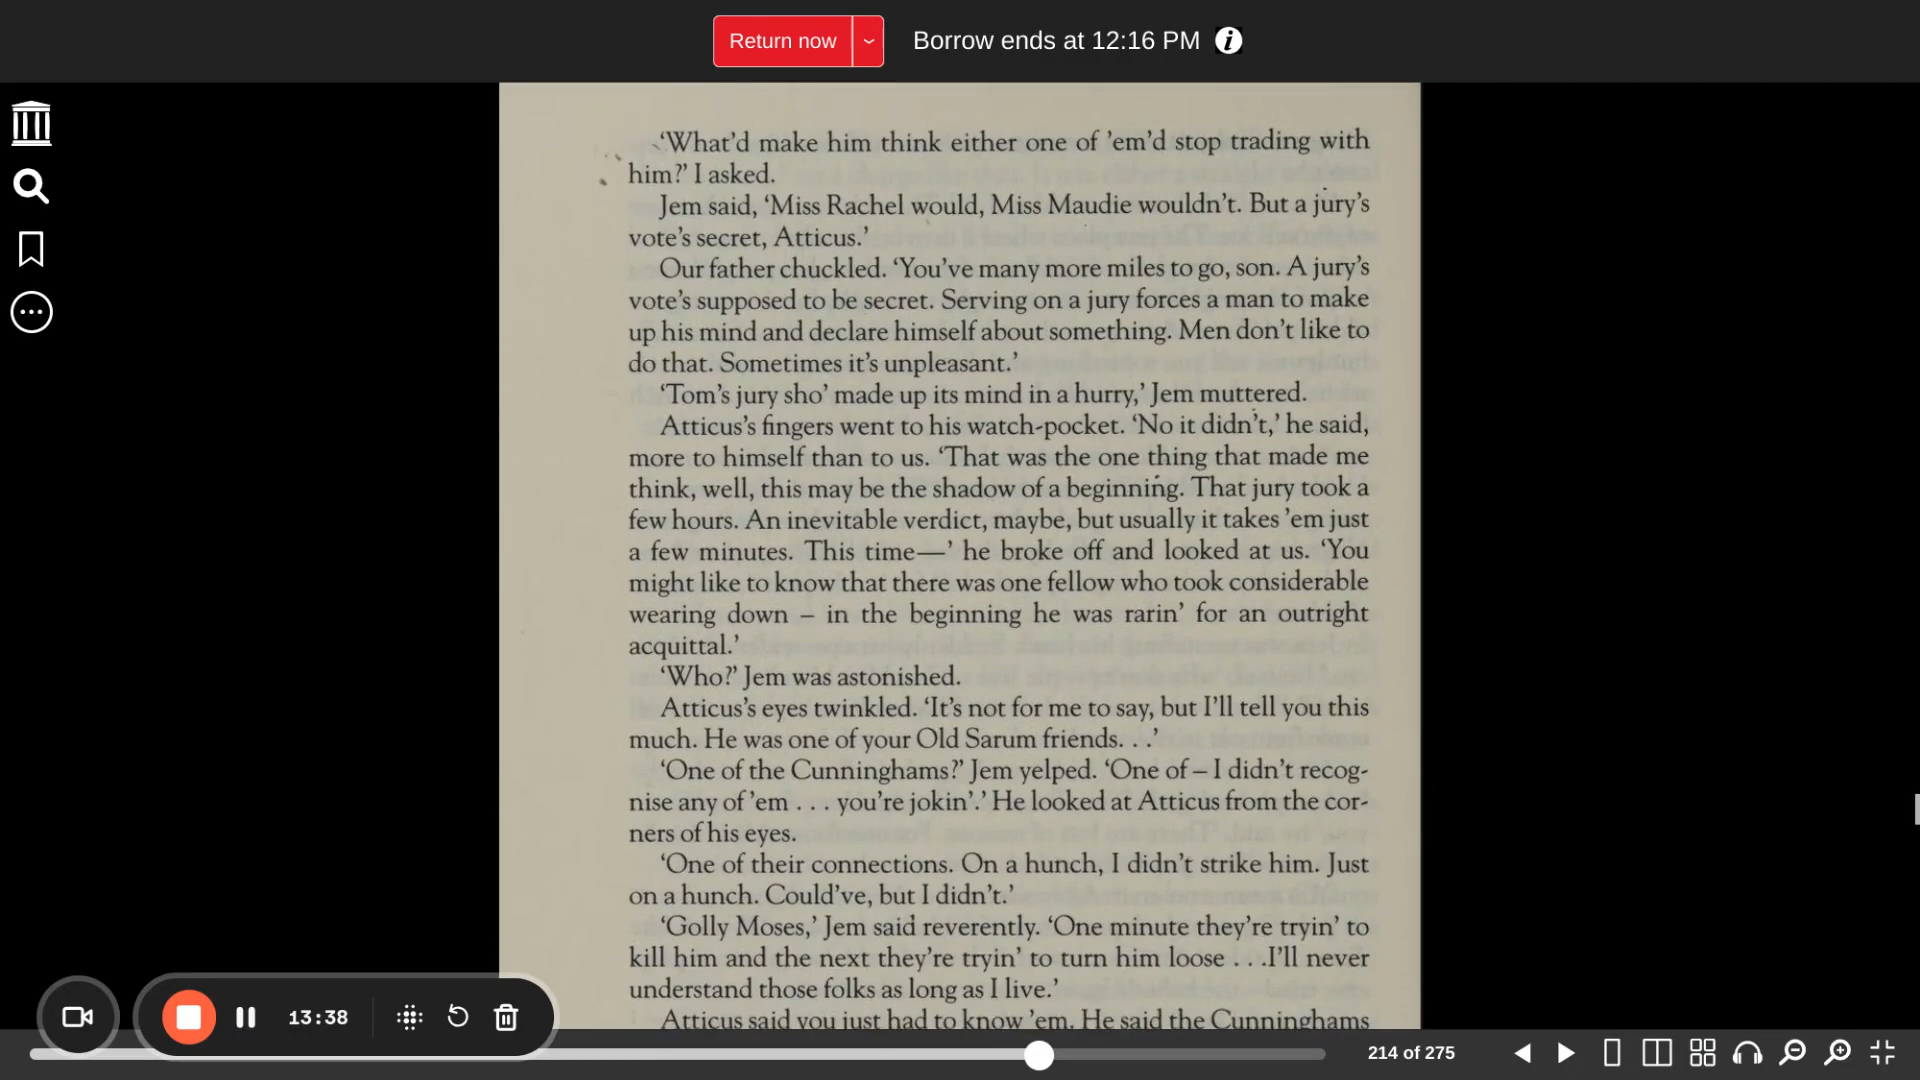 Return now
Borrow ends at 12:16 PM
‘What’d make him think either one of ’em’d stop trading with
him?’ I asked.
Jem said, ‘Miss Rachel would, Miss Maudie wouldn’t. But a jury’s
vote’s secret, Atticus.’
Our father chuckled. ‘You’ve many more miles to go, son. A jury’s
vote’s supposed to be secret. Serving on a jury forces a man to make
up his mind and declare himself about something. Men don’t like to
do that. Sometimes it’s unpleasant.’
‘Tom’s jury sho’ made up its mind in a hurry,’ Jem muttered.
Atticus’s fingers went to his watch-pocket. ‘No it didn’t,’ he said,
more to himself than to us. ‘That was the one thing that made me
think, well, this may be the shadow of a beginning. That jury took a
few hours. An inevitable verdict, maybe, but usually it takes ’em just
a few minutes. This time—’ he broke off and looked at us. ‘You
might like to know that there was one fellow who took considerable
wearing down – in the beginning he was rarin’ for an outright
acquittal.’
‘Who?’ Jem was astonished.
Atticus’s eyes twinkled. ‘It’s not for me to say, but I’ll tell you this
much. He was one of your Old Sarum friends. . .’
‘One of the Cunninghams?’ Jem yelped. ‘One of – I didn’t recog-
nise any of ’em . . . you’re jokin’.’ He looked at Atticus from the cor-
ners of his eyes.
‘One of their connections. On a hunch, I didn’t strike him. Just
on a hunch. Could’ve, but I didn’t.’
‘Golly Moses,’ Jem said reverently. ‘One minute they’re tryin’ to
kill him and the next they’re tryin’ to turn him loose . . .I’ll never
understand those folks as long as I live.’
Atticus said you just had to know ’em. He said the Cunninghams
13:38
214 of 275